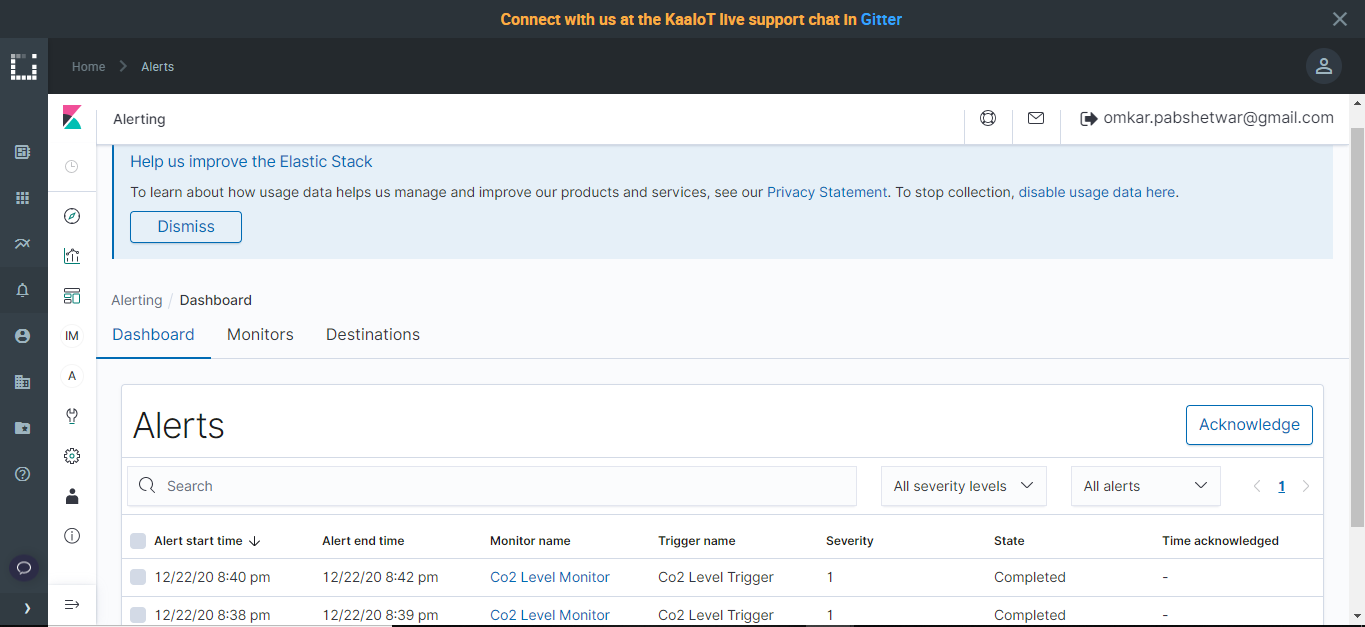 Connect with us at the KaaIoT live support chat in Gitter
Home > Alerts
Alerting
omkar.pabshetwar@gmail.com
Help us improve the Elastic Stack
To learn about how usage data helps us manage and improve our products and services, see our Privacy Statement. To stop collection, disable usage data here.
Dismiss
Alerting / Dashboard
Dashboard Monitors Destinations
IM
A
Alerts
Acknowledge
Search
All severity levels
All alerts
1
Alert start time Alert end time Monitor name Trigger name Severity State Time acknowledged
12/22/20 8:40 pm 12/22/20 8:42 pm Co2 Level Monitor Co2 Level Trigger 1 Completed -
12/22/20 8:38 pm 12/22/20 8:39 pm Co2 Level Monitor Co2 Level Trigger 1 Completed -